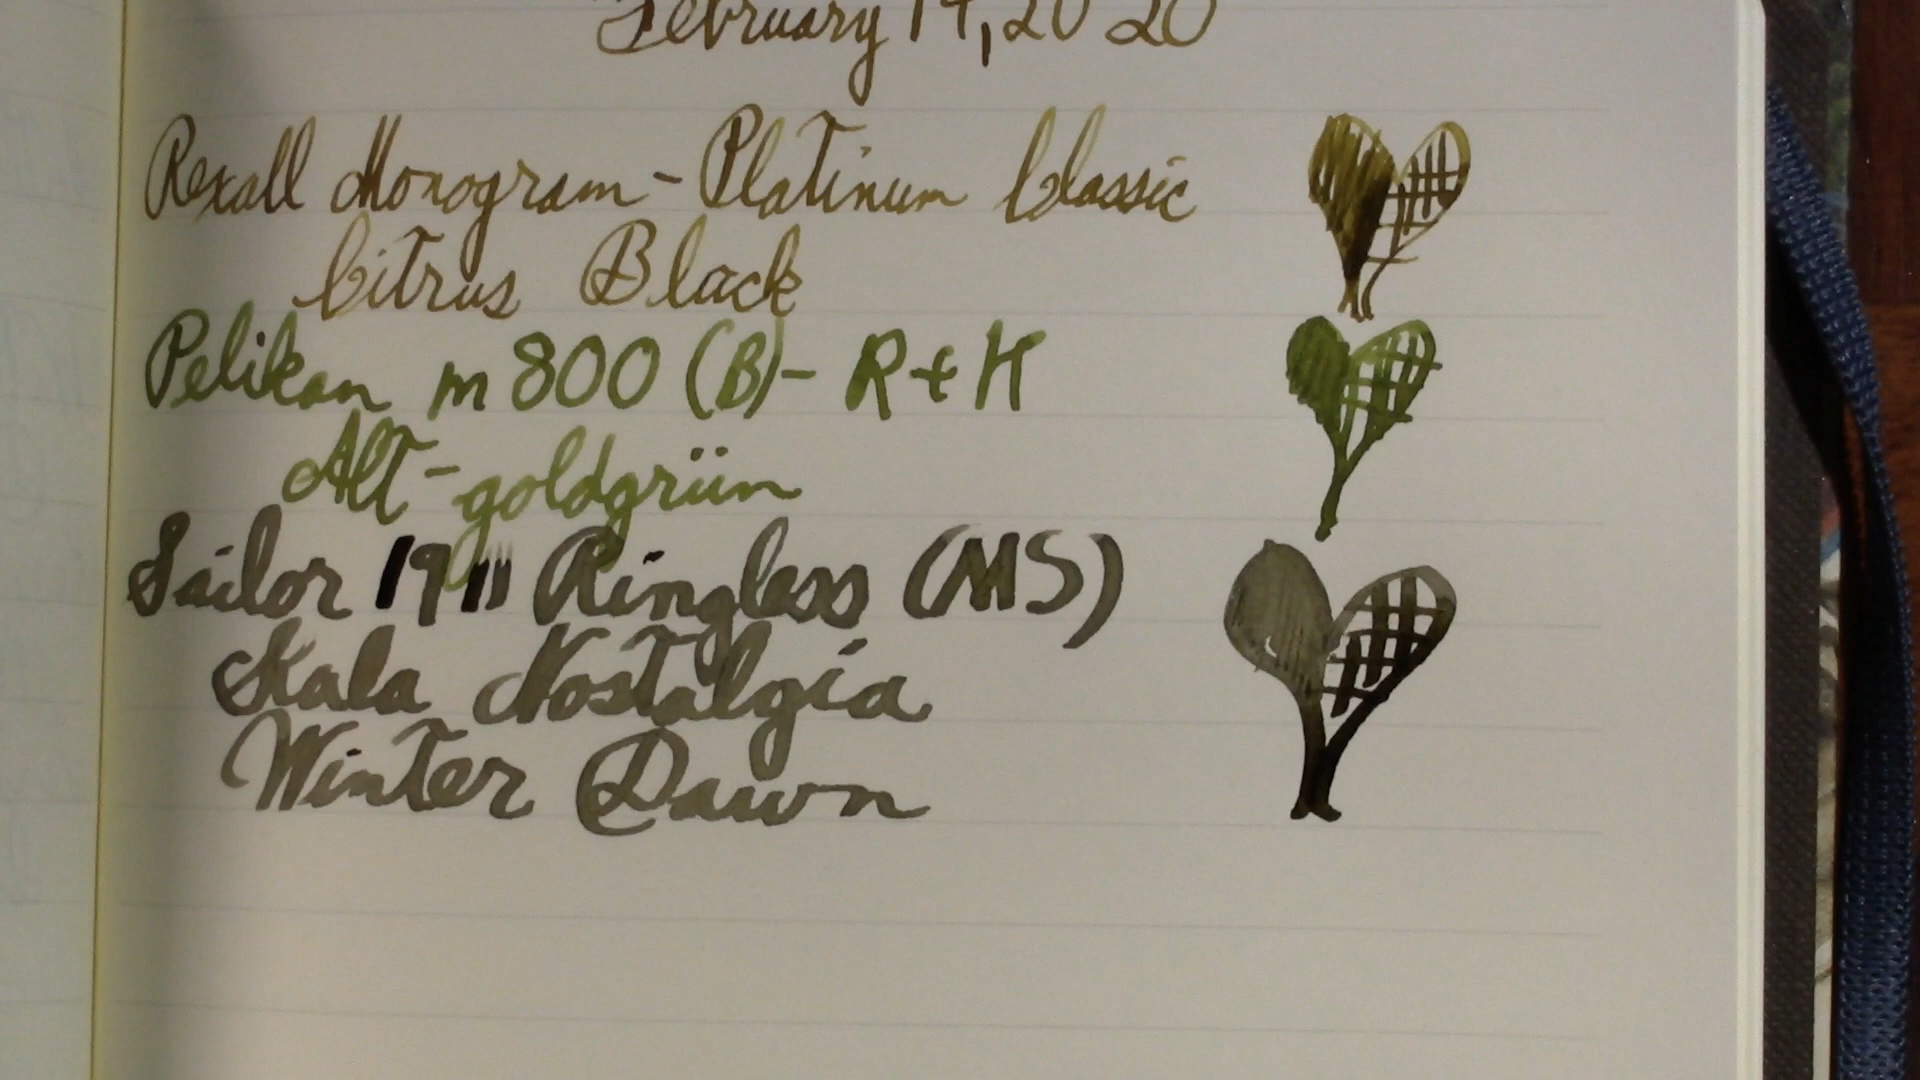 February 14, 2020
Rexall Monogram - Platinum Classic
Citrus Black
Pelikan m800 (B) - R + K
Alt-goldgrün
Sailor 1911 Ringless (MS)
Kala Nostalgia
Winter Dawn